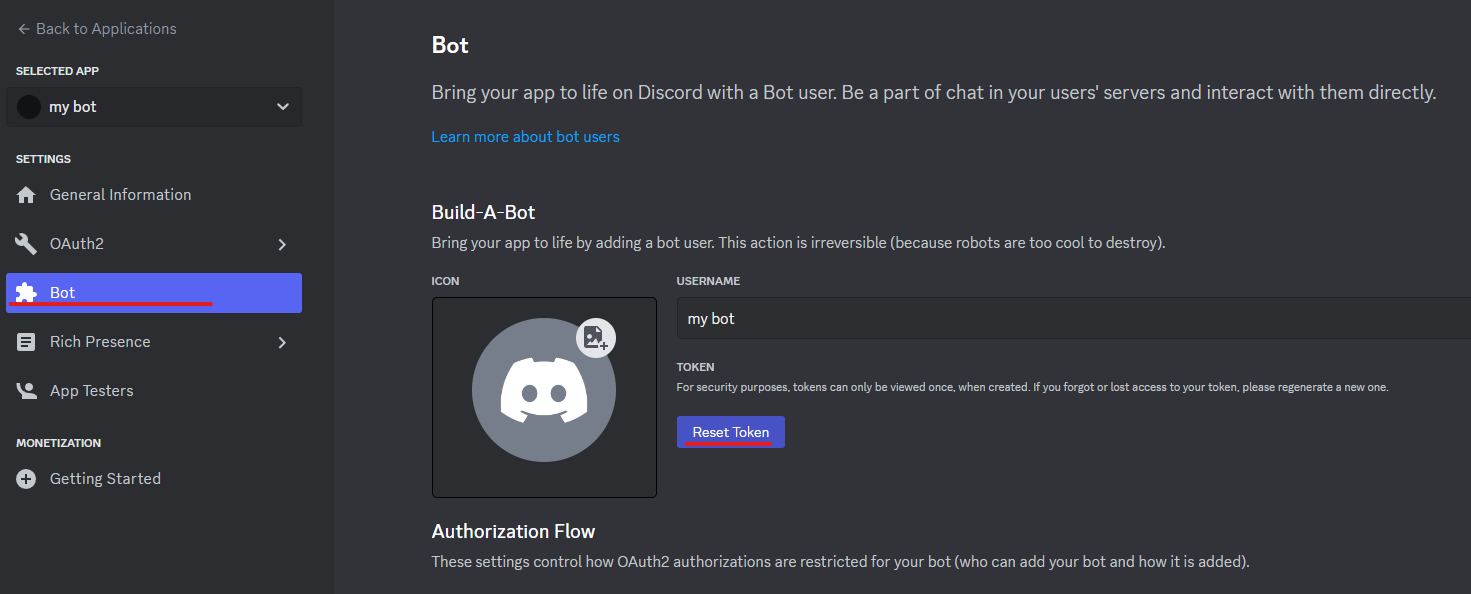 Back to Applications
SELECTED APP
my bot
SETTINGS
General Information
OAuth2
Bot
Rich Presence
App Testers
MONETIZATION
Getting Started
Bot
Bring your app to life on Discord with a Bot user. Be a part of chat in your users' servers and interact with them directly.
Learn more about bot users
Build-A-Bot
Bring your app to life by adding a bot user. This action is irreversible (because robots are too cool to destroy).
ICON
USERNAME
my bot
TOKEN
For security purposes, tokens can only be viewed once, when created. If you forgot or lost access to your token, please regenerate a new one.
Reset Token
Authorization Flow
These settings control how OAuth2 authorizations are restricted for your bot (who can add your bot and how it is added).